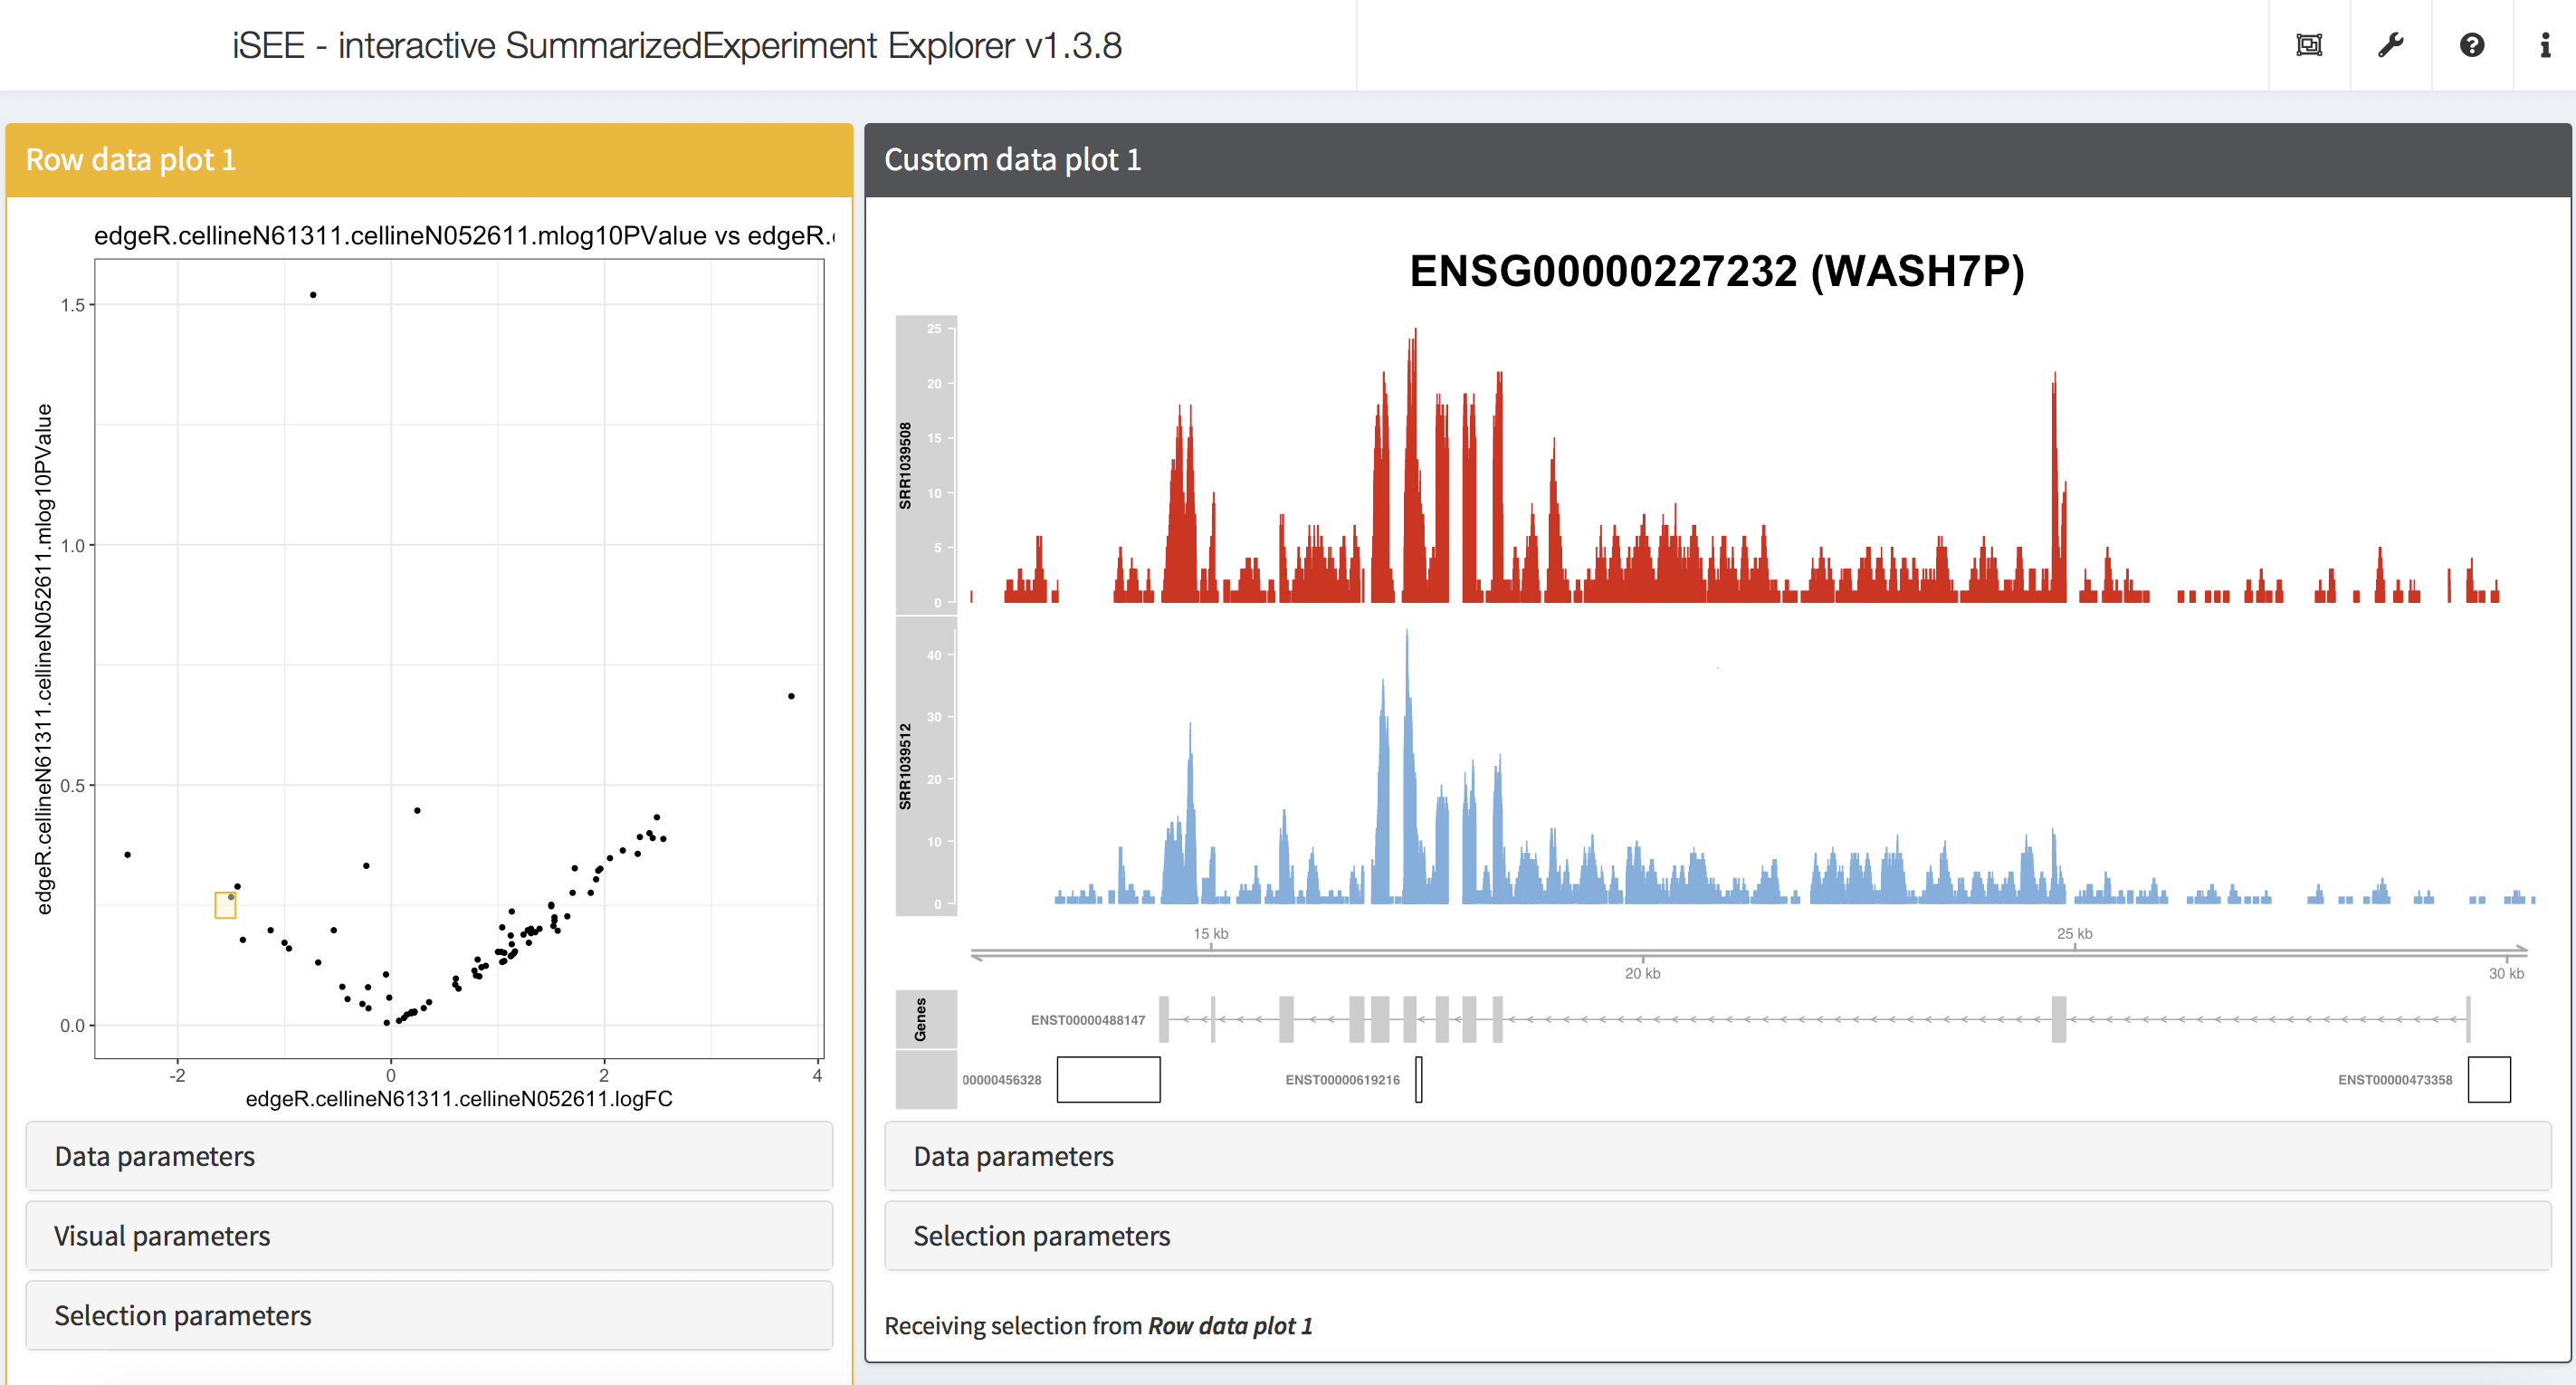 iSEE - interactive SummarizedExperiment Explorer v1.3.8
Row data plot 1
edgeR.cellineN61311.cellineN052611.mlog10PValue vs edgeR.
1.5
1.0
0.5
0.0
edgeR.cellineN61311.cellineN052611.mlog10PValue
-2
0
2
4
edgeR.cellineN61311.cellineN052611.logFC
Data parameters
Visual parameters
Selection parameters
Custom data plot 1
ENSG00000227232 (WASH7P)
25
20
15
10
5
0
SRR1039508
40
30
20
10
0
SRR1039512
15 kb
25 kb
20 kb
30 kb
Genes
ENST00000488147
00000456328
ENST00000619216
ENST00000473358
Data parameters
Selection parameters
Receiving selection from Row data plot 1